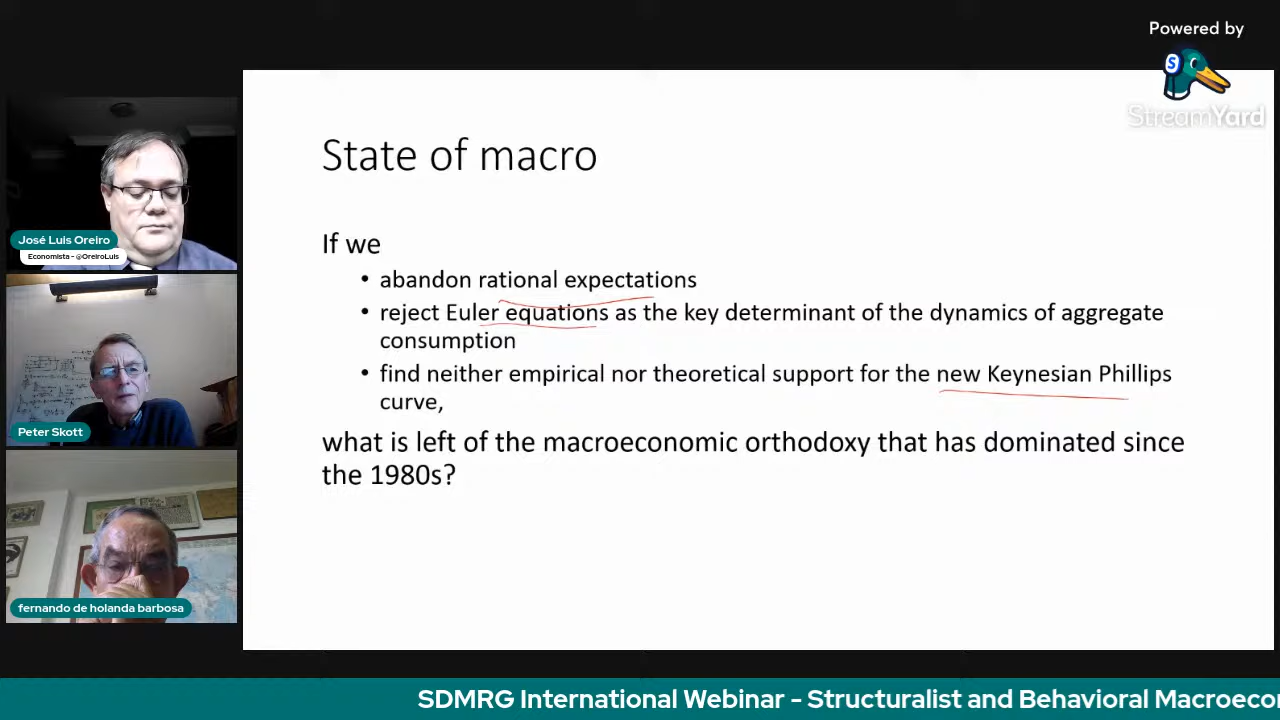 Powered by
S
StreamYard
State of macro
If we
• abandon rational expectations
• reject Euler equations as the key determinant of the dynamics of aggregate
consumption
• find neither empirical nor theoretical support for the new Keynesian Phillips
curve,
what is left of the macroeconomic orthodoxy that has dominated since
the 1980s?
José Luis Oreiro
Economista - @OreiroLuis
Peter Skott
fernando de holanda barbosa
SDMRG International Webinar - Structuralist and Behavioral Macroeco